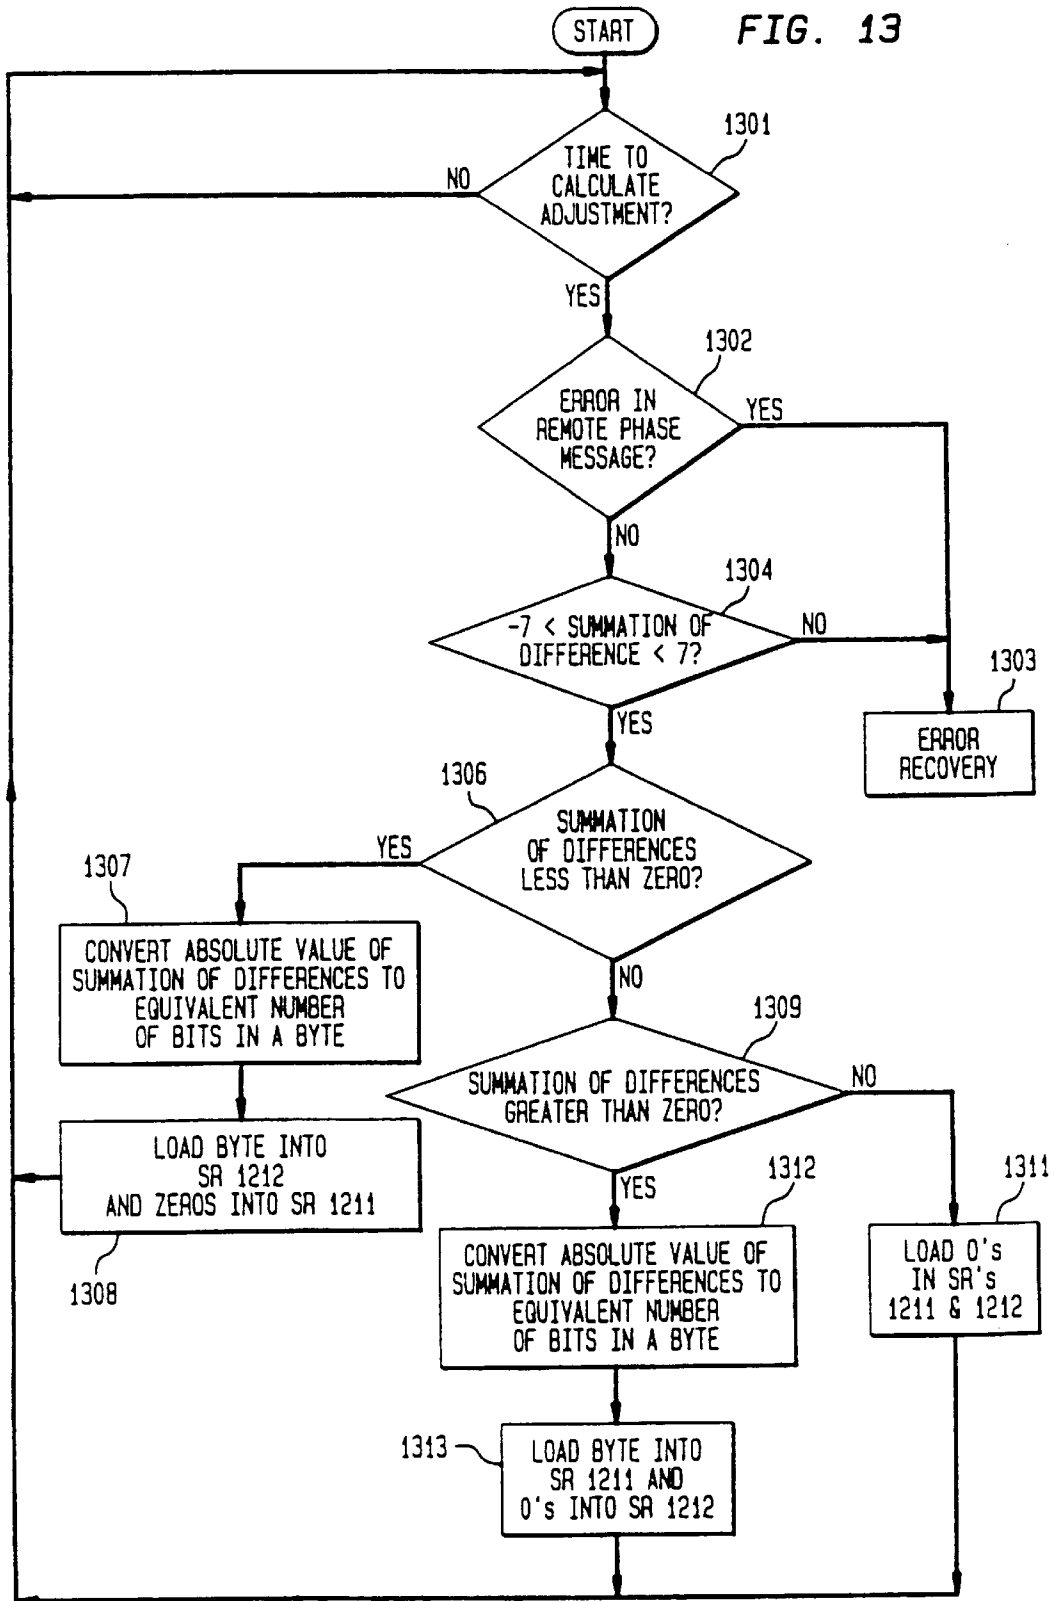 START
FIG. 13
1301
TIME TO
CALCULATE
ADJUSTMENT?
NO
YES
1302
ERROR IN
REMOTE PHASE
MESSAGE?
YES
NO
1304
-7 < SUMMATION OF
DIFFERENCE < 7?
NO
YES
1303
ERROR
RECOVERY
1306
SUMMATION
OF DIFFERENCES
LESS THAN ZERO?
YES
NO
1307
CONVERT ABSOLUTE VALUE OF
SUMMATION OF DIFFERENCES TO
EQUIVALENT NUMBER
OF BITS IN A BYTE
LOAD BYTE INTO
SR 1212
AND ZEROS INTO SR 1211
1308
1309
SUMMATION OF DIFFERENCES
GREATER THAN ZERO?
NO
YES
1312
CONVERT ABSOLUTE VALUE OF
SUMMATION OF DIFFERENCES TO
EQUIVALENT NUMBER
OF BITS IN A BYTE
1311
LOAD 0's
IN SR's
1211 & 1212
1313
LOAD BYTE INTO
SR 1211 AND
0's INTO SR 1212